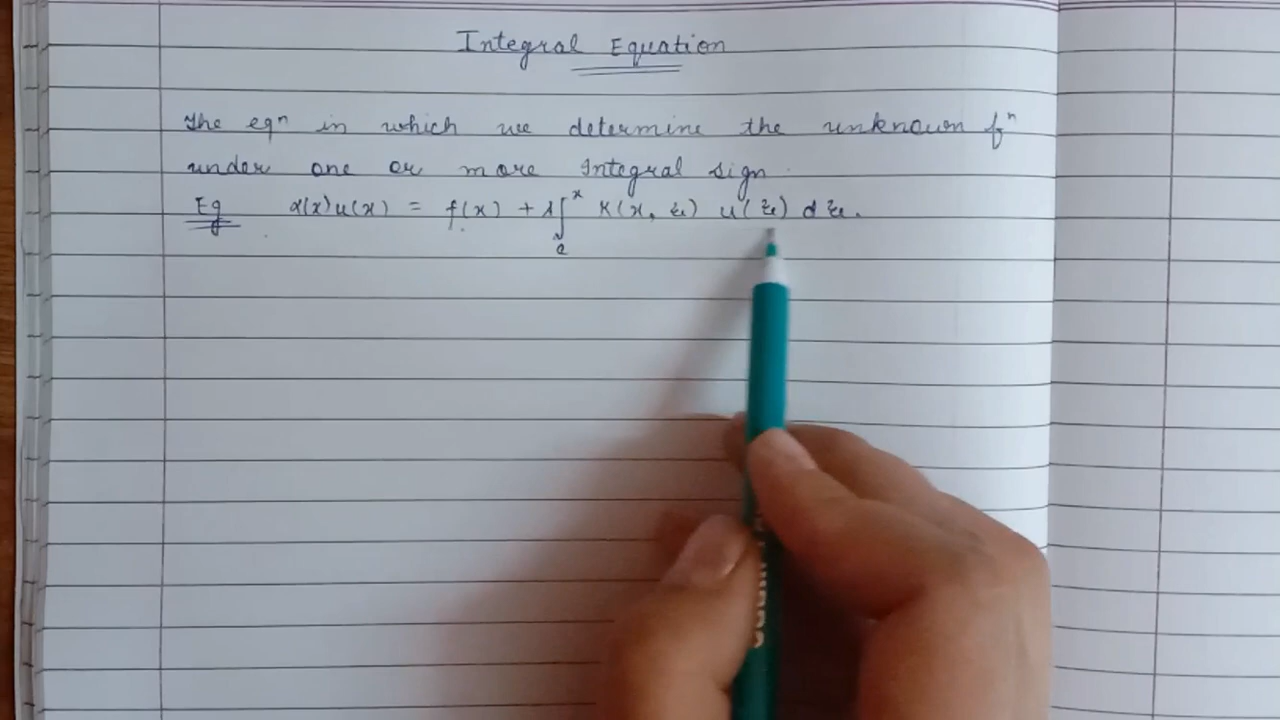 Integral Equation
The eqⁿ in which we determine the unknown fⁿ
under one or more Integral sign.
Eg α(x)u(x) = f(x) + λ∫ₐˣ K(x, ξ) u(ξ) dξ.